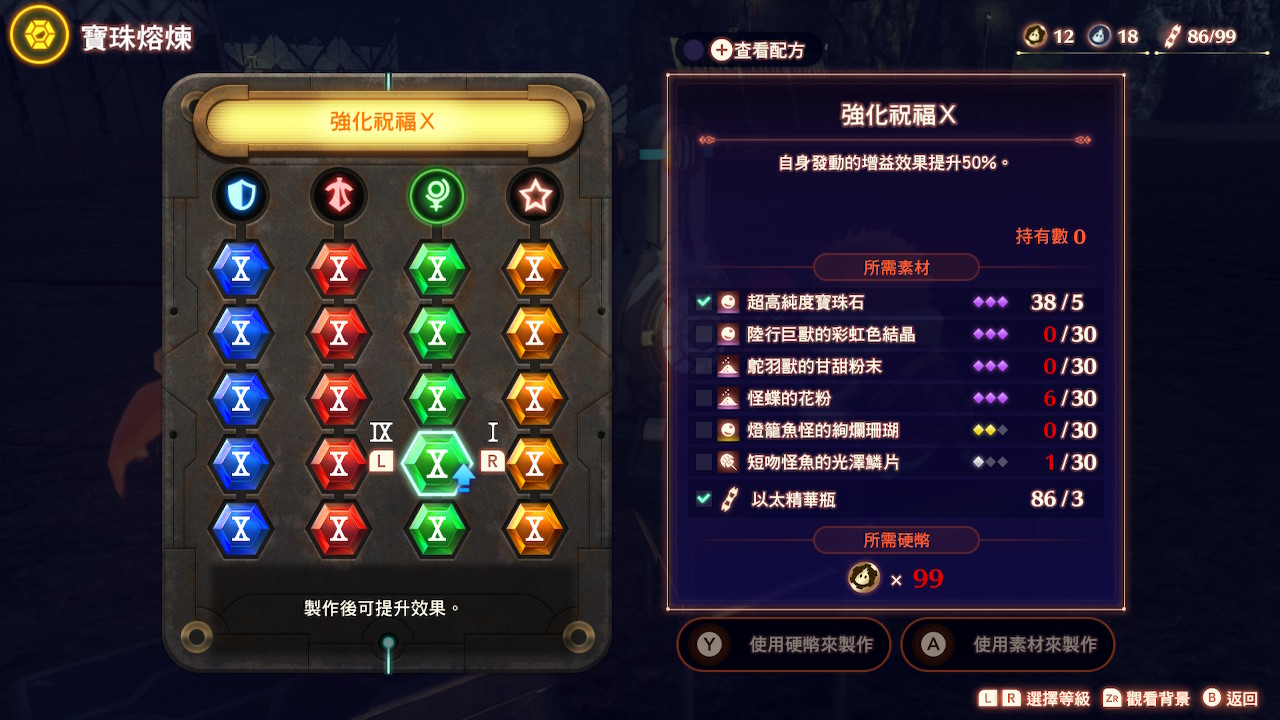 寶珠熔煉
12 18 86/99
+查看配方
強化祝福X
X X X X
X X X X
X X X X
IX I
X X L X R X
X X X X
製作後可提升效果。
強化祝福X
自身發動的增益效果提升50%。
持有數 0
所需素材
超高純度寶珠石 38/5
陸行巨獸的彩虹色結晶 0/30
鴕羽獸的甘甜粉末 0/30
怪蝶的花粉 6/30
燈籠魚怪的絢爛珊瑚 0/30
短吻怪魚的光澤鱗片 1/30
以太精華瓶 86/3
所需硬幣
× 99
Y 使用硬幣來製作 A 使用素材來製作
L R 選擇等級 ZR 觀看背景 B 返回